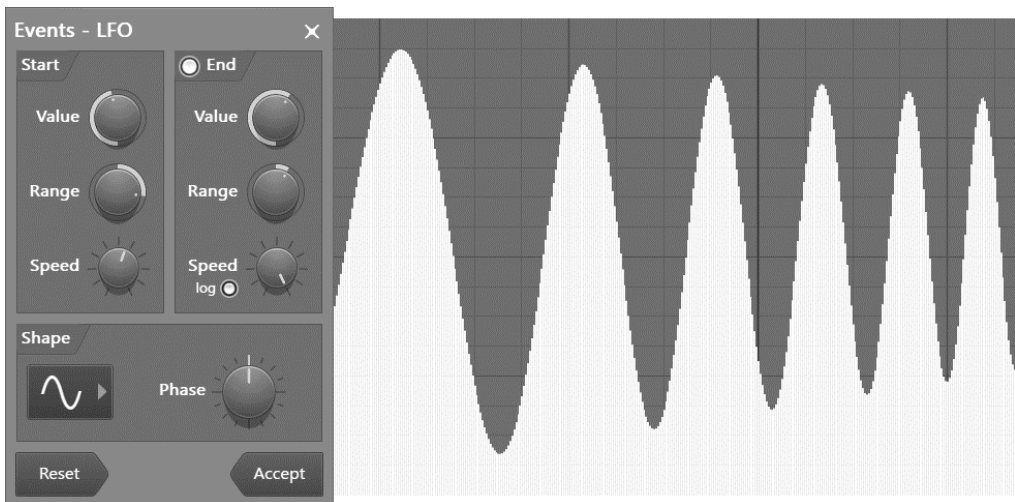 Events - LFO
Start
Value
Range
Speed
End
Value
Range
Speed
log
Shape
Phase
Reset
Accept